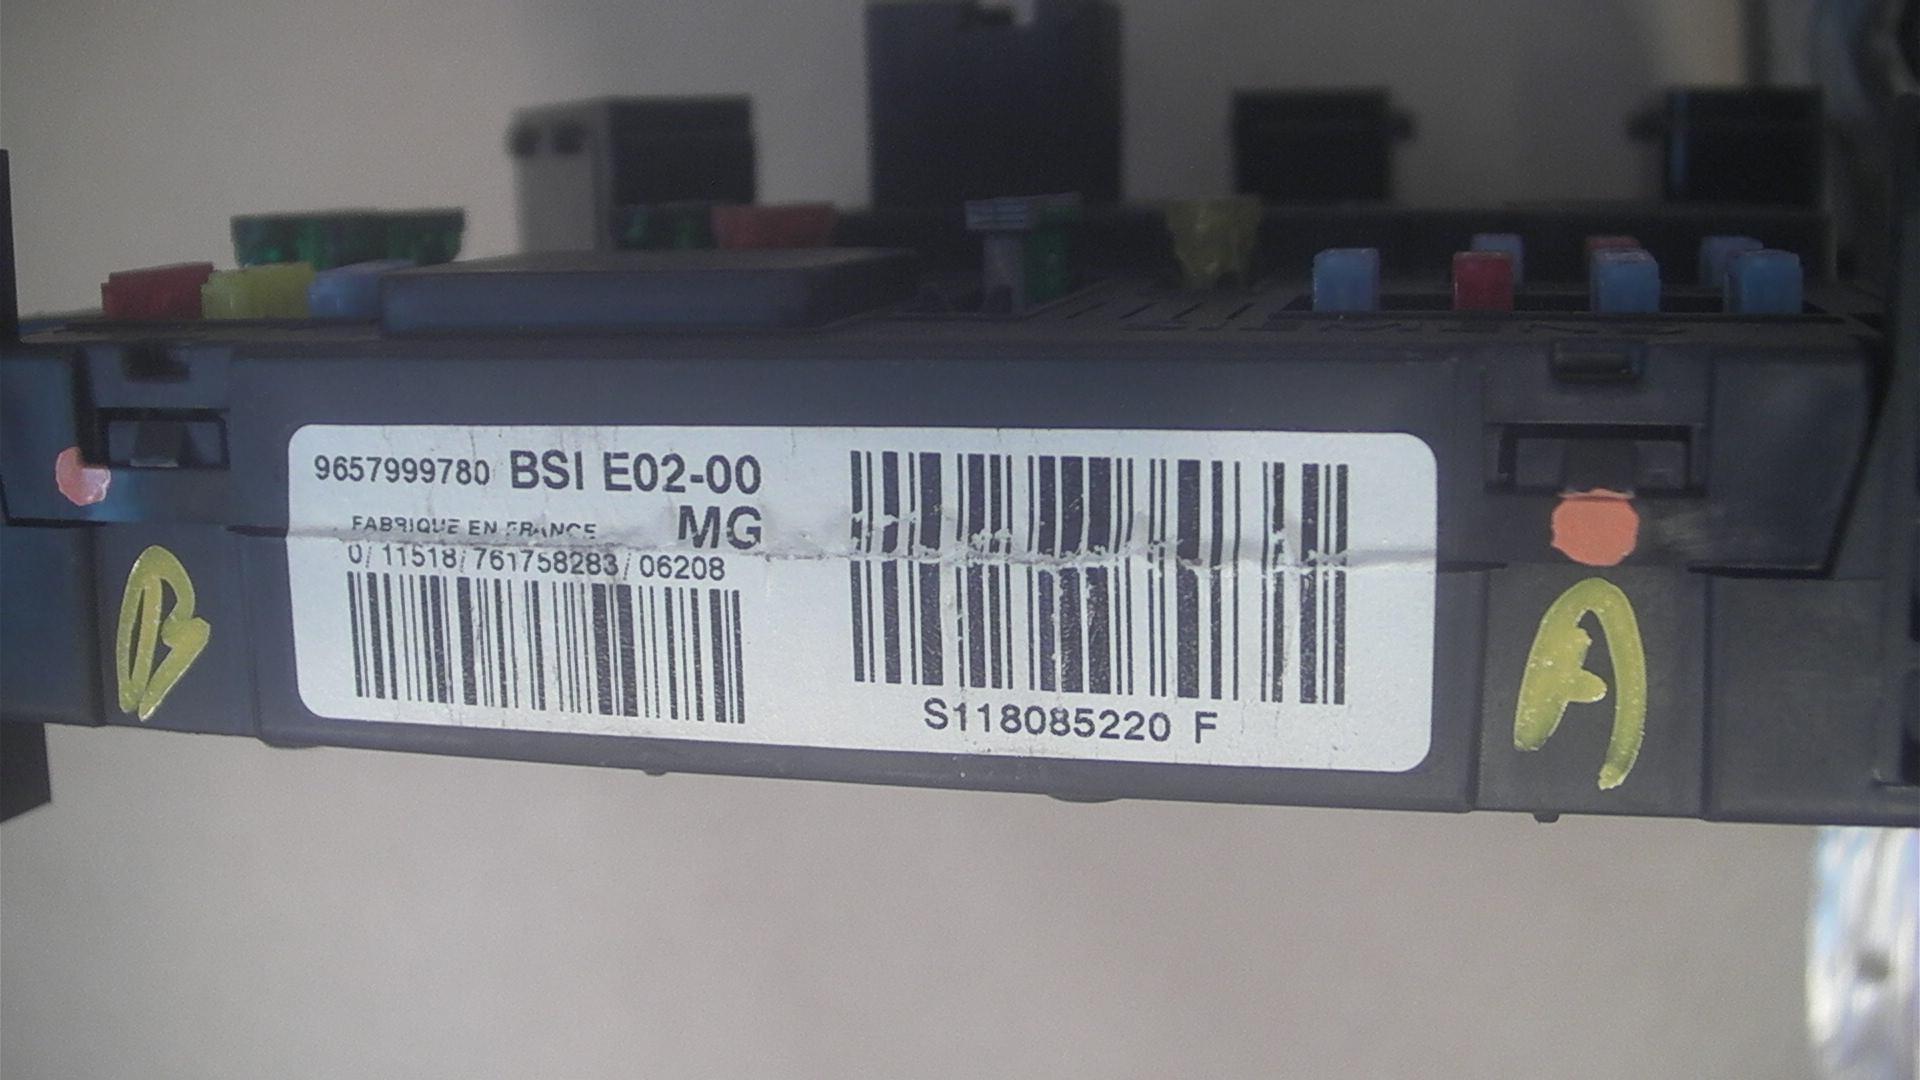 9657999780 BSI E02-00
MG
FABRIQUE EN FRANCE
0/ 11518/ 761758283/ 06208
S118085220 F
B
A